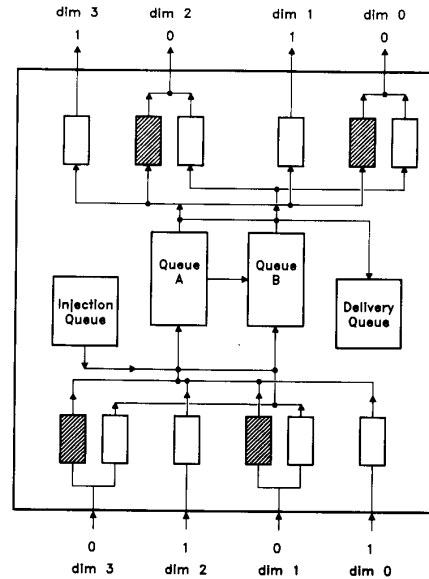 dim 3 dim 2 dim 1 dim 0
1 0 1 0
Queue A
Queue B
Injection Queue
Delivery Queue
0 1 0 1
dim 3 dim 2 dim 1 dim 0